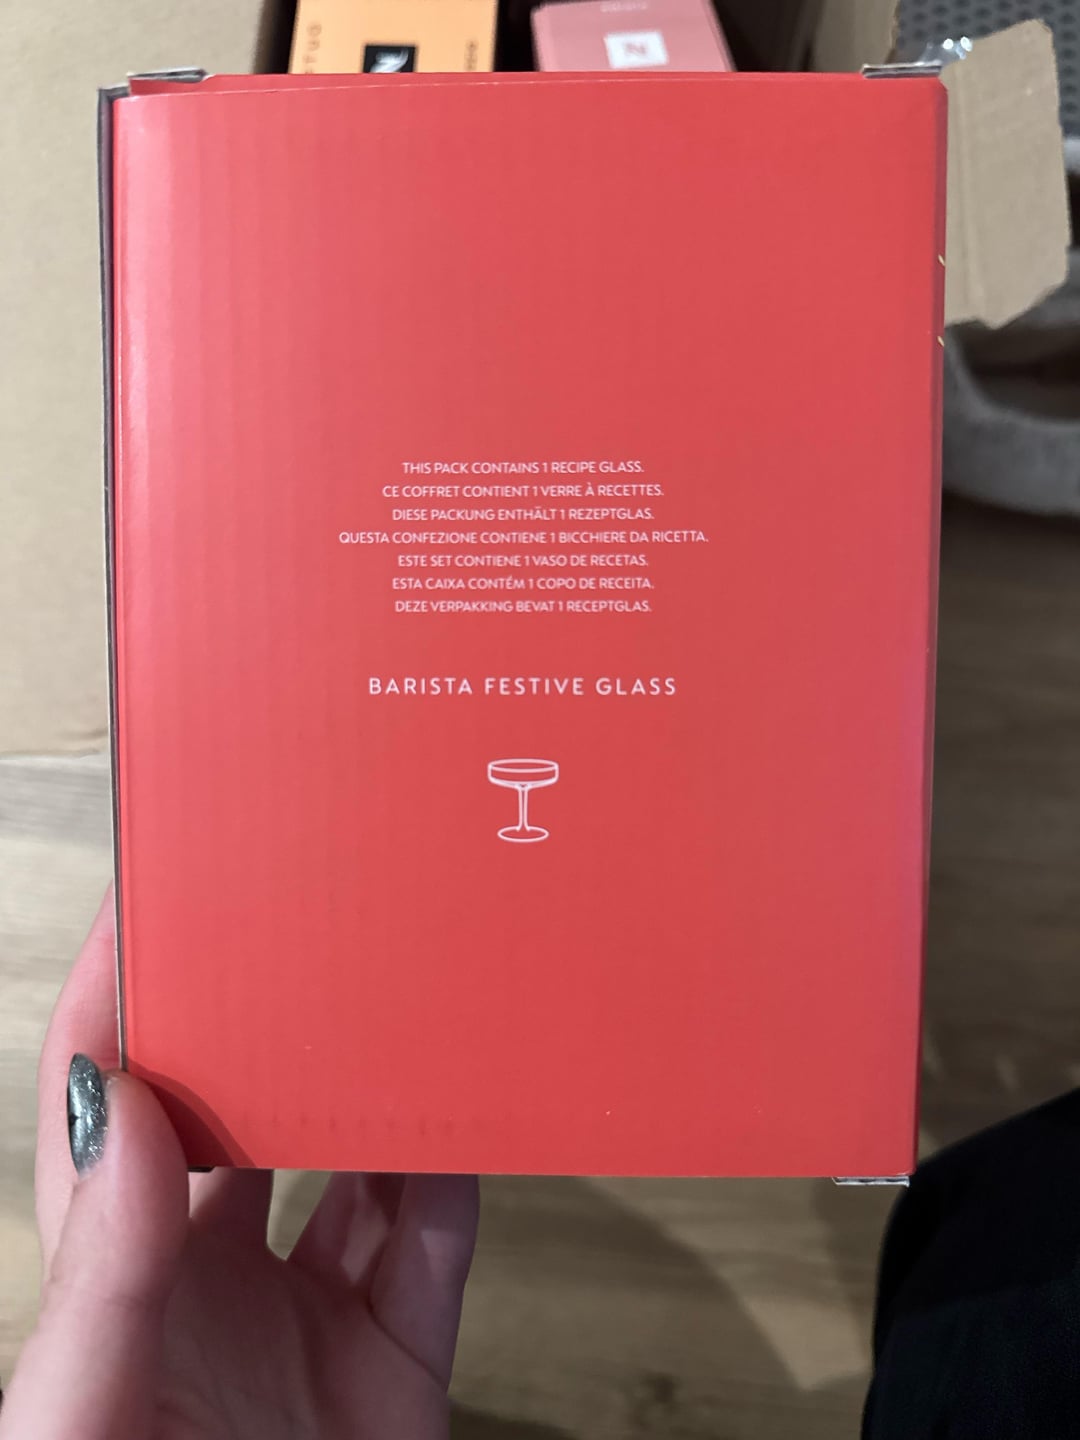 N
N
THIS PACK CONTAINS 1 RECIPE GLASS.
CE COFFRET CONTIENT 1 VERRE À RECETTES.
DIESE PACKUNG ENTHÄLT 1 REZEPTGLAS.
QUESTA CONFEZIONE CONTIENE 1 BICCHIERE DA RICETTA.
ESTE SET CONTIENE 1 VASO DE RECETAS.
ESTA CAIXA CONTÉM 1 COPO DE RECEITA.
DEZE VERPAKKING BEVAT 1 RECEPTGLAS.
BARISTA FESTIVE GLASS